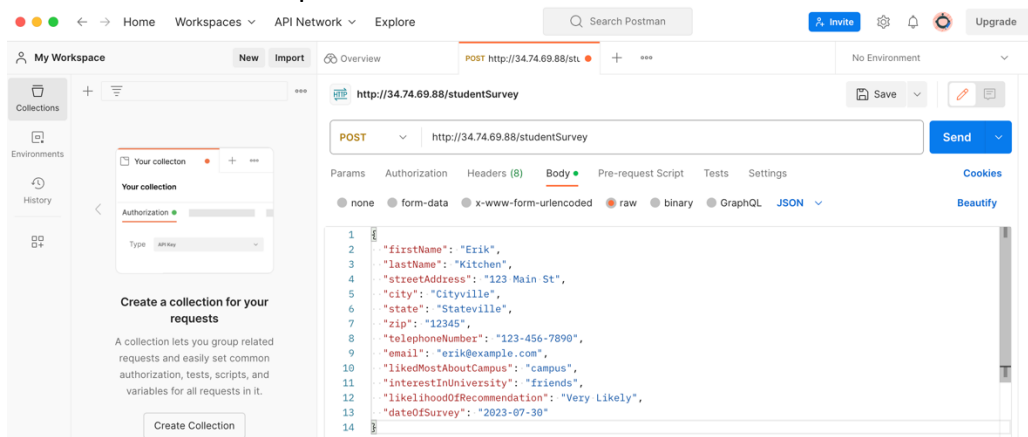 Home Workspaces API Network Explore Search Postman Invite Upgrade
My Workspace New Import Overview POST http://34.74.69.88/stu No Environment
Collections
HTTP http://34.74.69.88/studentSurvey Save
Environments
POST http://34.74.69.88/studentSurvey Send
History
Params Authorization Headers (8) Body Pre-request Script Tests Settings Cookies
none form-data x-www-form-urlencoded raw binary GraphQL JSON Beautify
Your collecton
Your collection
Authorization
Type API Key
Create a collection for your
requests
A collection lets you group related
requests and easily set common
authorization, tests, scripts, and
variables for all requests in it.
Create Collection
1 {
2 "firstName": "Erik",
3 "lastName": "Kitchen",
4 "streetAddress": "123 Main St",
5 "city": "Cityville",
6 "state": "Stateville",
7 "zip": "12345",
8 "telephoneNumber": "123-456-7890",
9 "email": "erik@example.com",
10 "likedMostAboutCampus": "campus",
11 "interestInUniversity": "friends",
12 "likelihoodOfRecommendation": "Very Likely",
13 "dateOfSurvey": "2023-07-30"
14 }